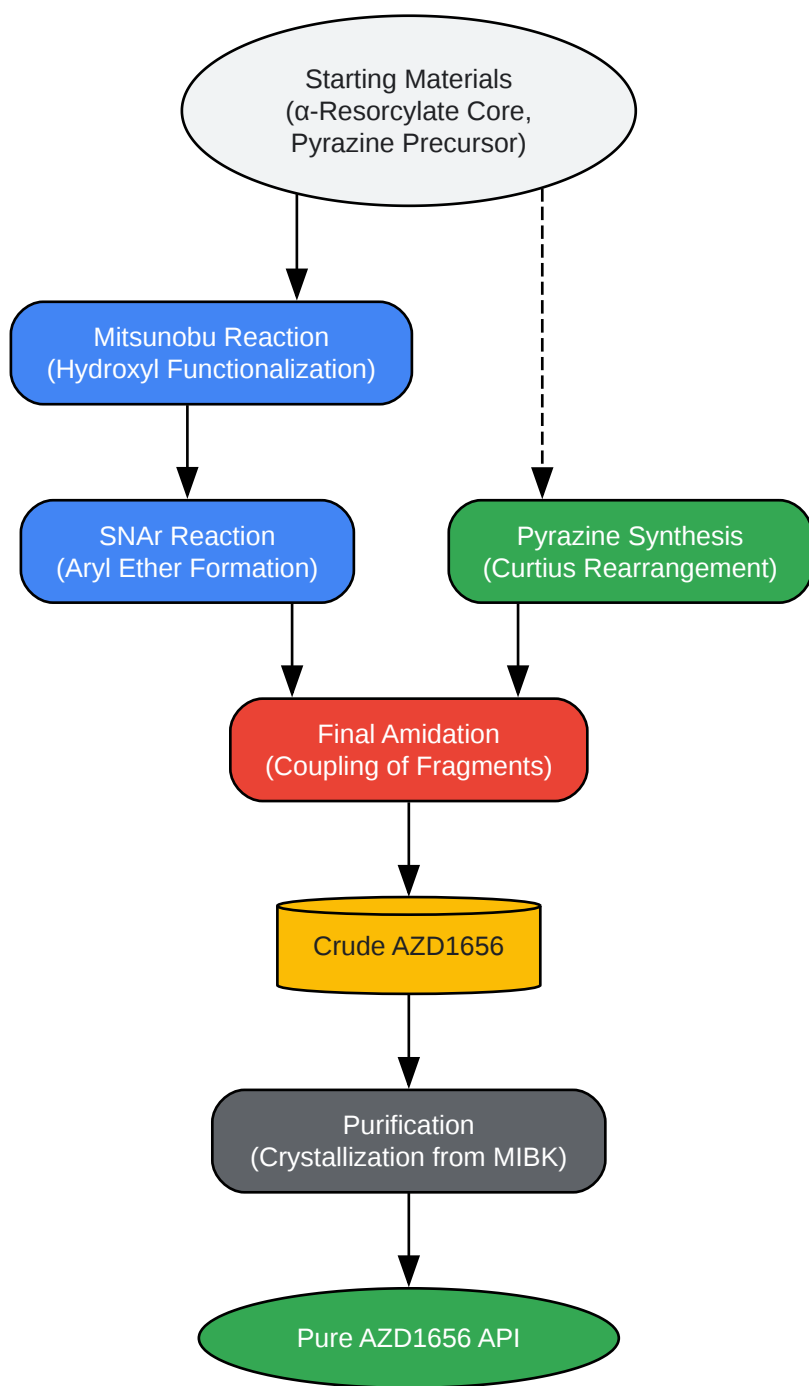 Starting Materials
(α-Resorcylate Core,
Pyrazine Precursor)
Mitsunobu Reaction
(Hydroxyl Functionalization)
SNAr Reaction
(Aryl Ether Formation)
Pyrazine Synthesis
(Curtius Rearrangement)
Final Amidation
(Coupling of Fragments)
Crude AZD1656
Purification
(Crystallization from MIBK)
Pure AZD1656 API